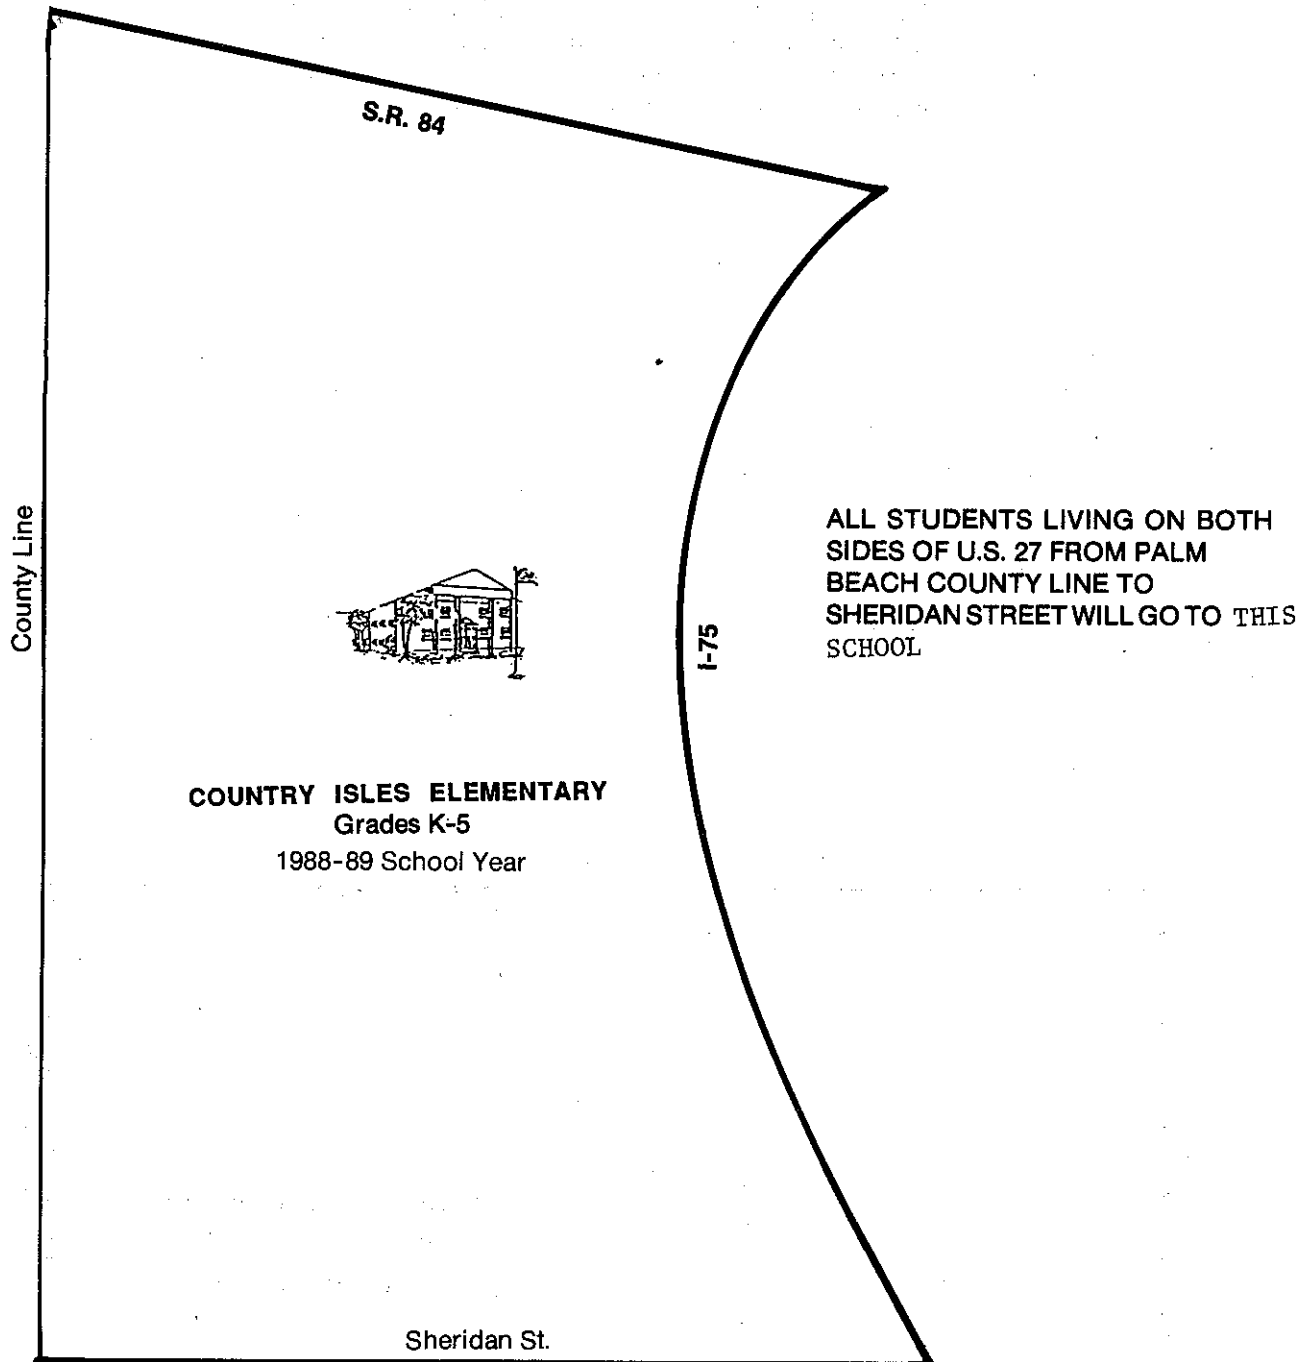 S.R. 84
County Line
ALL STUDENTS LIVING ON BOTH
SIDES OF U.S. 27 FROM PALM
BEACH COUNTY LINE TO
SHERIDAN STREET WILL GO TO THIS
SCHOOL
I-75
COUNTRY ISLES ELEMENTARY
Grades K-5
1988-89 School Year
Sheridan St.